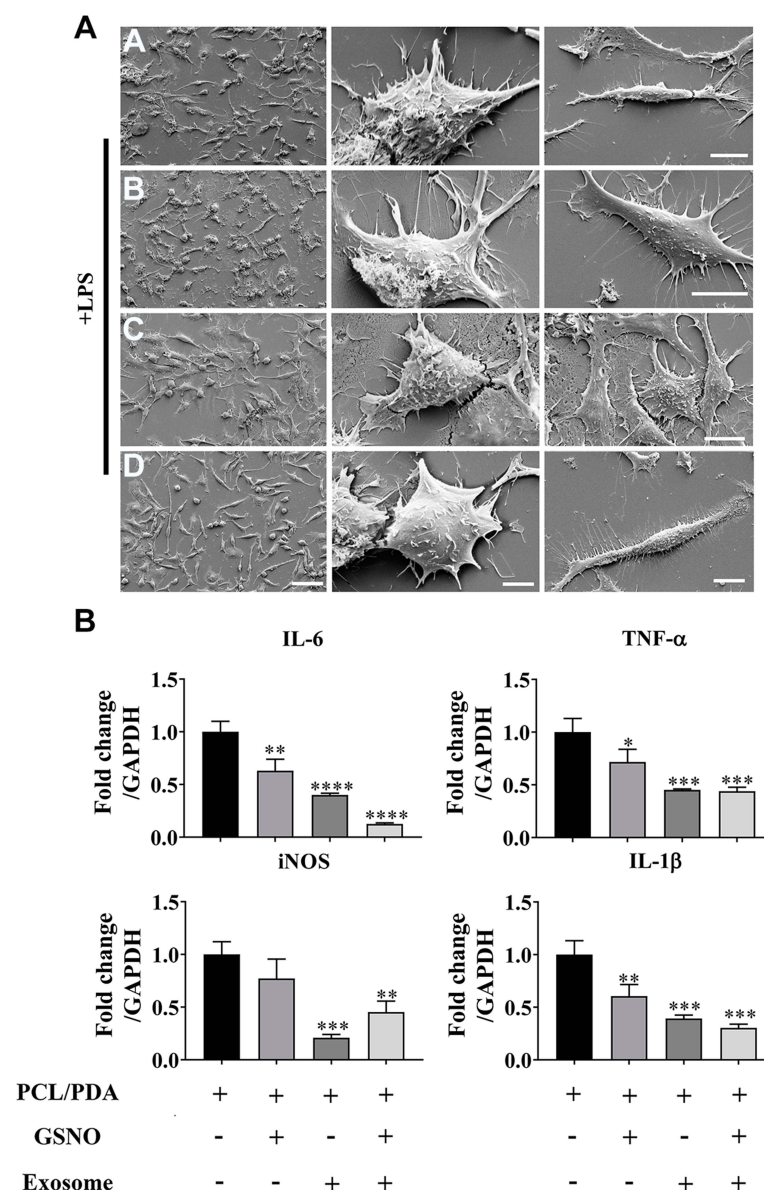 A
A
B
+LPS
C
D
B
IL-6
TNF-α
Fold change
/GAPDH
1.5
1.0
0.5
0.0
**
****
****
Fold change
/GAPDH
1.5
1.0
0.5
0.0
*
***
***
iNOS
IL-1β
Fold change
/GAPDH
1.5
1.0
0.5
0.0
***
**
Fold change
/GAPDH
1.5
1.0
0.5
0.0
**
***
***
PCL/PDA + + + + + + + +
GSNO - + - + - + - +
Exosome - - + + - - + +